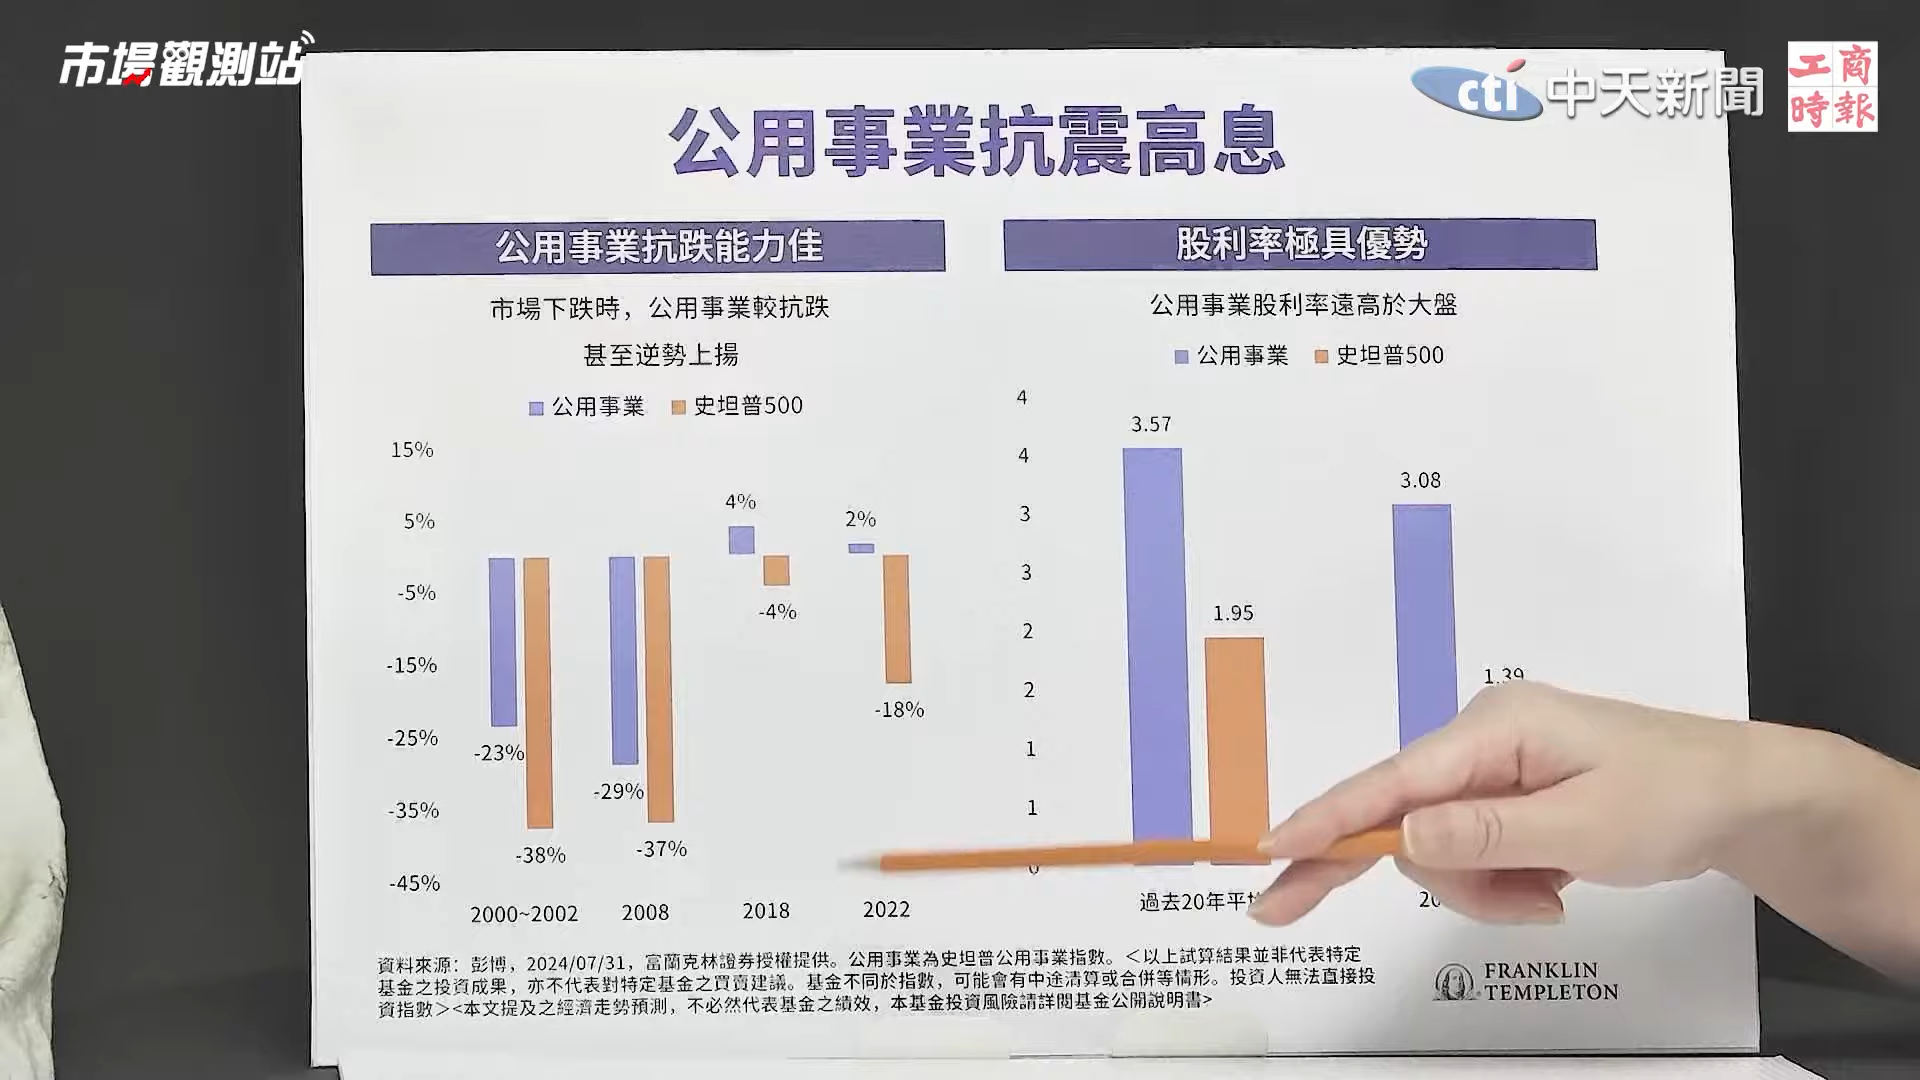 市場觀測站
cti 中天新聞
工商時報
公用事業抗震高息
公用事業抗跌能力佳
市場下跌時，公用事業較抗跌
甚至逆勢上揚
公用事業 史坦普500
15%
5%
-5%
-15%
-25%
-35%
-45%
4%
2%
-4%
-18%
-23%
-29%
-38%
-37%
2000~2002 2008 2018 2022
股利率極具優勢
公用事業股利率遠高於大盤
公用事業 史坦普500
4
4
3
3
2
2
1
1
0
3.57
3.08
1.95
1.39
過去20年平
20
資料來源：彭博，2024/07/31，富蘭克林證券授權提供。公用事業為史坦普公用事業指數。＜以上試算結果並非代表特定
基金之投資成果，亦不代表對特定基金之買賣建議。基金不同於指數，可能會有中途清算或合併等情形。投資人無法直接投
資指數＞<本文提及之經濟走勢預測，不必然代表基金之績效，本基金投資風險請詳閱基金公開說明書>
FRANKLIN
TEMPLETON